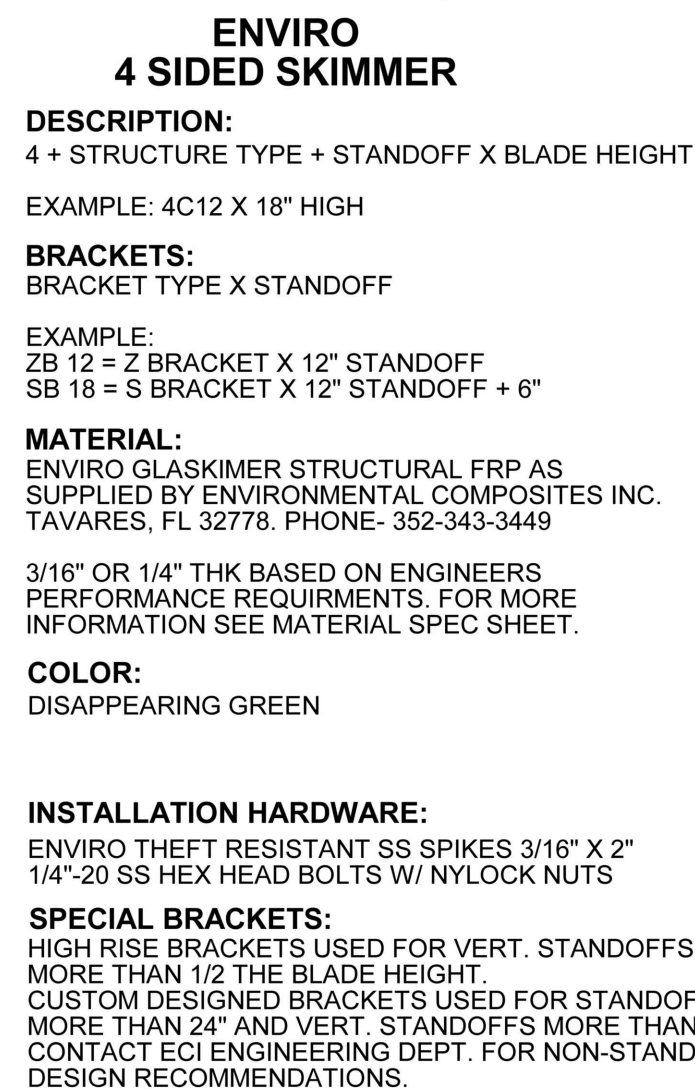 ENVIRO
4 SIDED SKIMMER
DESCRIPTION:
4 + STRUCTURE TYPE + STANDOFF X BLADE HEIGHT
EXAMPLE: 4C12 X 18" HIGH
BRACKETS:
BRACKET TYPE X STANDOFF
EXAMPLE:
ZB 12 = Z BRACKET X 12" STANDOFF
SB 18 = S BRACKET X 12" STANDOFF + 6"
MATERIAL:
ENVIRO GLASKIMER STRUCTURAL FRP AS
SUPPLIED BY ENVIRONMENTAL COMPOSITES INC.
TAVARES, FL 32778. PHONE- 352-343-3449
3/16" OR 1/4" THK BASED ON ENGINEERS
PERFORMANCE REQUIRMENTS. FOR MORE
INFORMATION SEE MATERIAL SPEC SHEET.
COLOR:
DISAPPEARING GREEN
INSTALLATION HARDWARE:
ENVIRO THEFT RESISTANT SS SPIKES 3/16" X 2"
1/4"-20 SS HEX HEAD BOLTS W/ NYLOCK NUTS
SPECIAL BRACKETS:
HIGH RISE BRACKETS USED FOR VERT. STANDOFFS
MORE THAN 1/2 THE BLADE HEIGHT.
CUSTOM DESIGNED BRACKETS USED FOR
MORE THAN 24" AND VERT. STANDOFFS MORE THAN
CONTACT ECI ENGINEERING DEPT. FOR
DESIGN RECOMMENDATIONS.